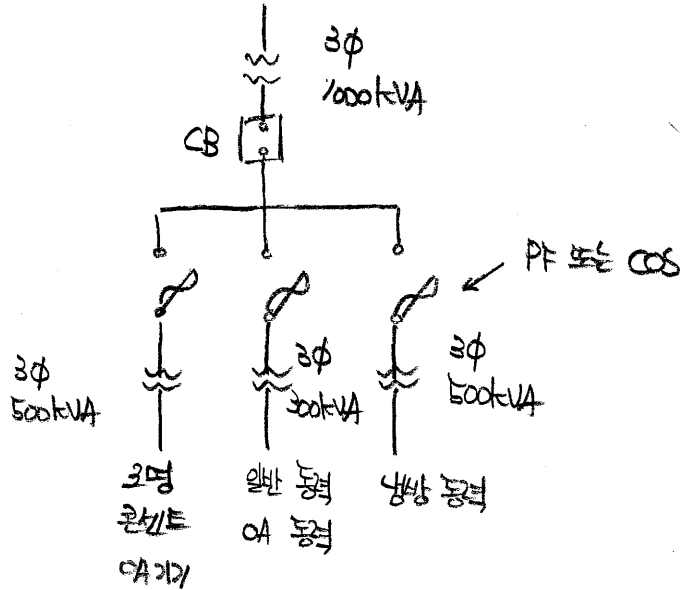 3φ
1000kVA
CB
PF 또는 COS
3φ
500kVA
3φ
300kVA
3φ
500kVA
조명
콘센트
OA기기
일반 동력
OA 동력
냉방 동력